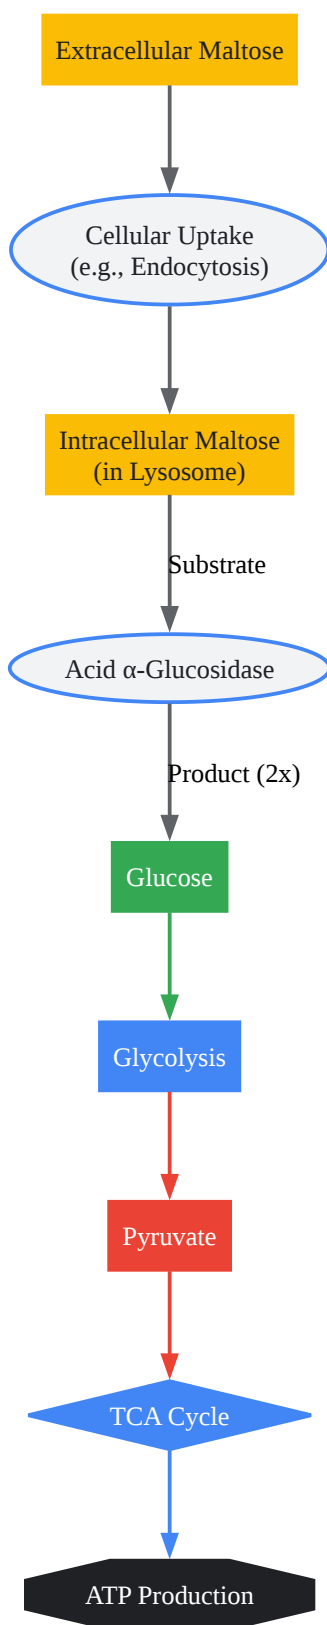 Extracellular Maltose
Cellular Uptake
(e.g., Endocytosis)
Intracellular Maltose
(in Lysosome)
Substrate
Acid α-Glucosidase
Product (2x)
Glucose
Glycolysis
Pyruvate
TCA Cycle
ATP Production